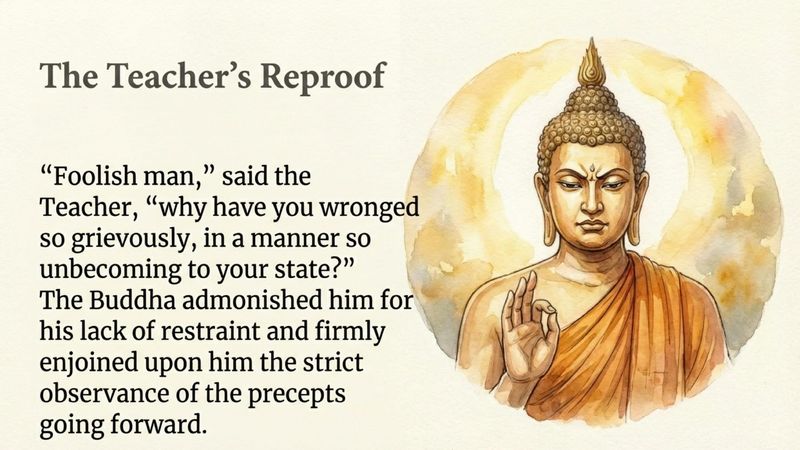 The Teacher’s Reproof
“Foolish man,” said the
Teacher, “why have you wronged
so grievously, in a manner so
unbecoming to your state?”
The Buddha admonished him for
his lack of restraint and firmly
enjoined upon him the strict
observance of the precepts
going forward.